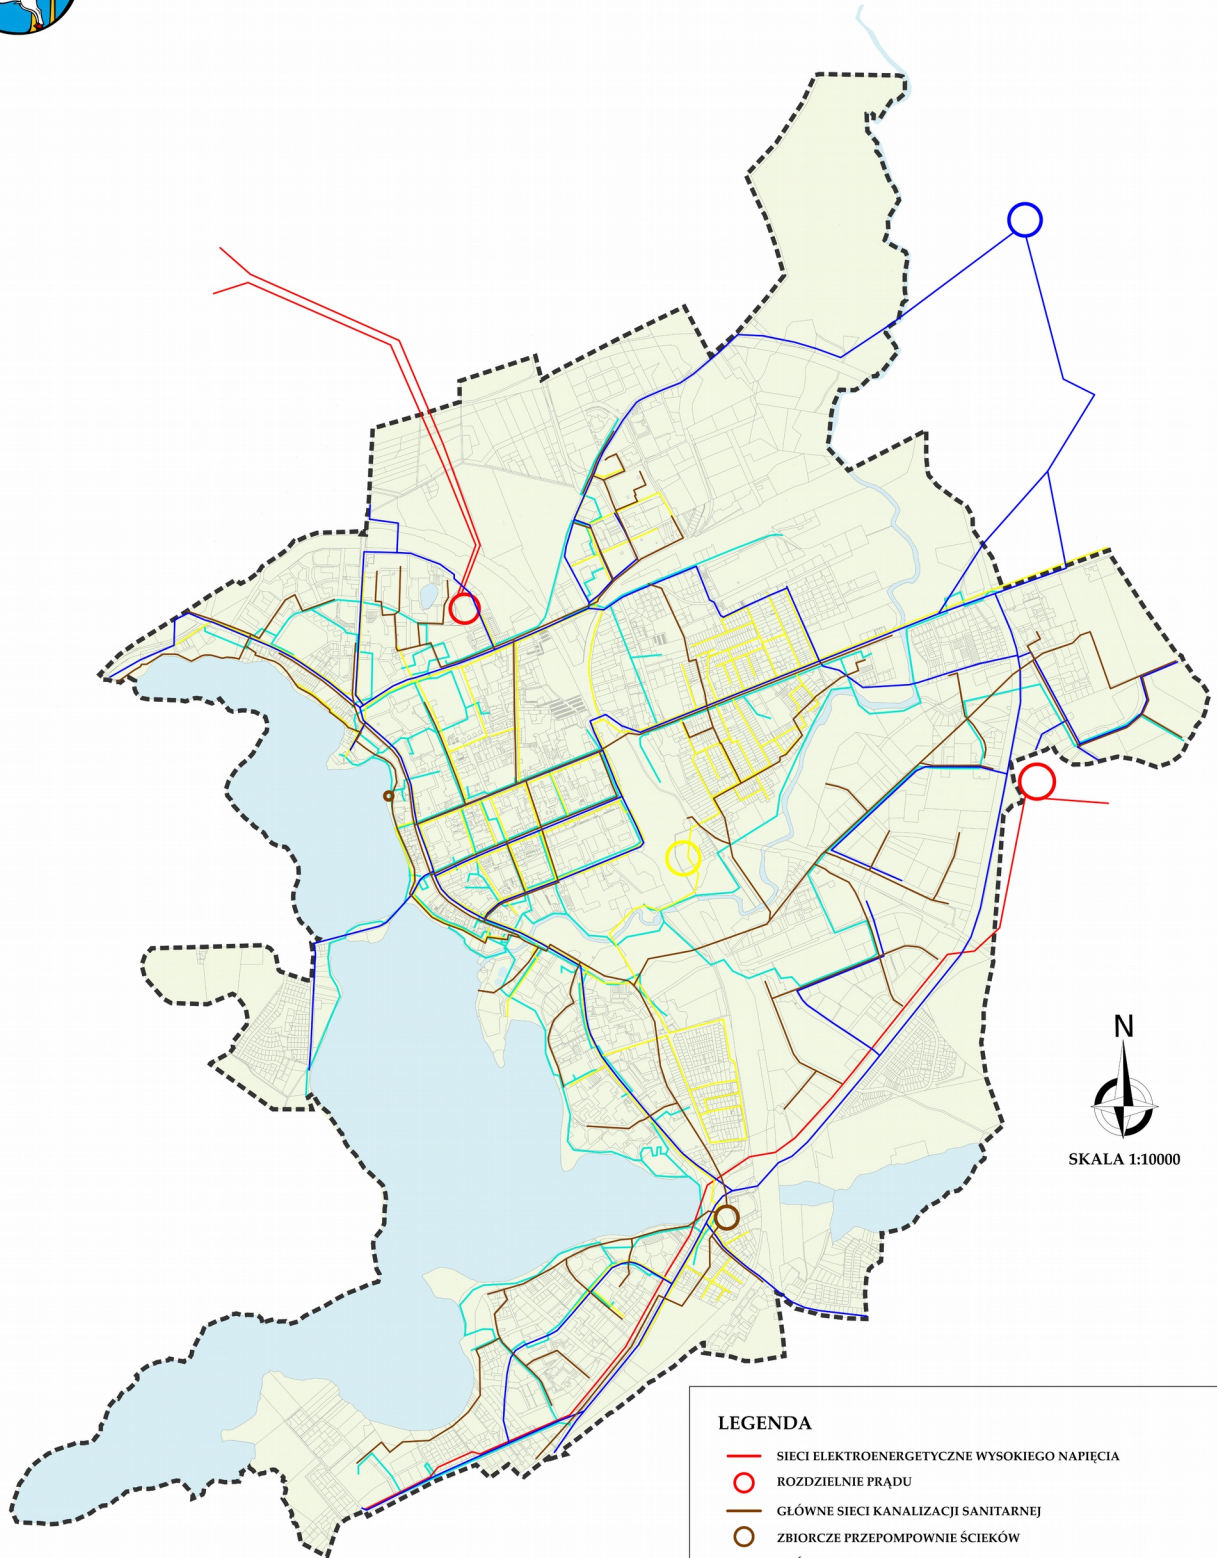 N
SKALA 1:10000
LEGENDA
SIECI ELEKTROENERGETYCZNE WYSOKIEGO NAPIĘCIA
ROZDZIELNIE PRĄDU
GŁÓWNE SIECI KANALIZACJI SANITARNEJ
ZBIORCZE PRZEPOMPOWNIE ŚCIEKÓW